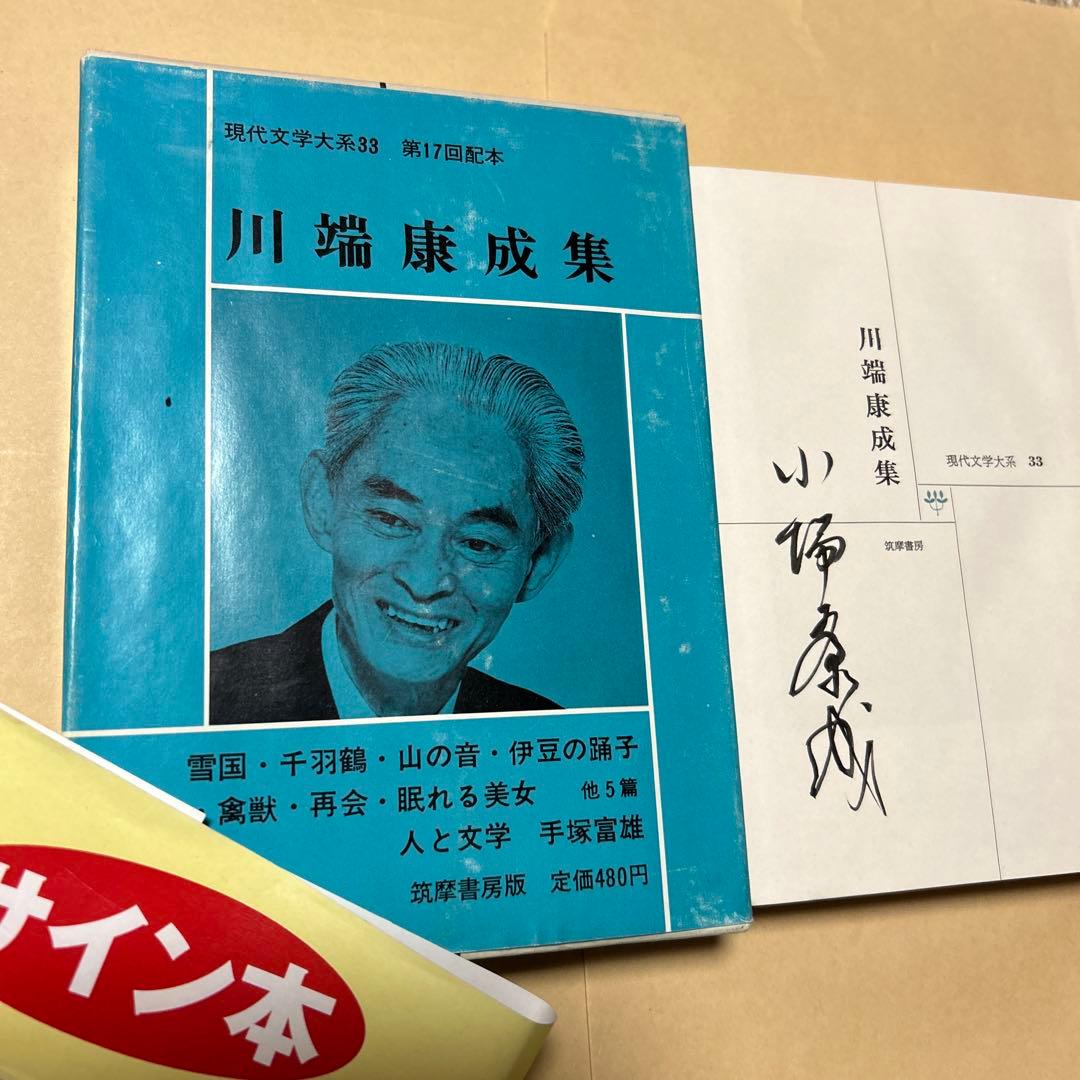 現代文学大系33 第17回配本
川端康成集
雪国・千羽鶴・山の音・伊豆の踊子
・禽獣・再会・眠れる美女 他5篇
人と文学 手塚富雄
筑摩書房版 定価480円
川端康成集
現代文学大系 33
筑摩書房
川端康成
サイン本